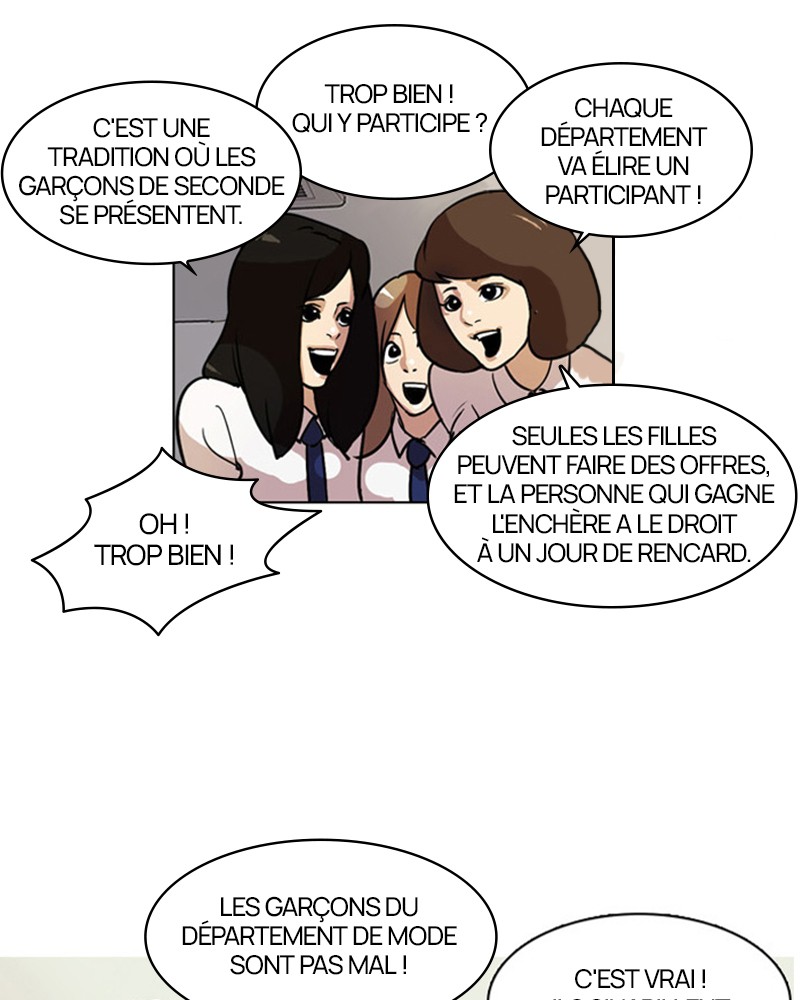 C'EST UNE
TRADITION OÙ LES
GARÇONS DE SECONDE
SE PRÉSENTENT.
TROP BIEN !
QUI Y PARTICIPE ?
CHAQUE
DÉPARTEMENT
VA ÉLIRE UN
PARTICIPANT !
SEULES LES FILLES
PEUVENT FAIRE DES OFFRES,
ET LA PERSONNE QUI GAGNE
L'ENCHÈRE A LE DROIT
À UN JOUR DE RENCARD.
OH !
TROP BIEN !
LES GARÇONS DU
DÉPARTEMENT DE MODE
SONT PAS MAL !
C'EST VRAI !